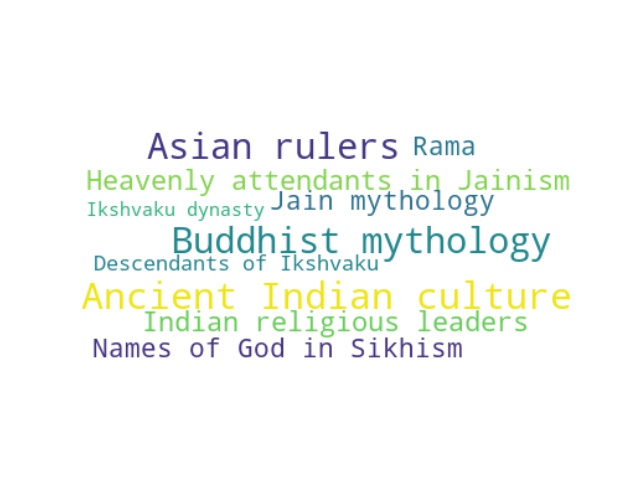 Asian rulers Rama
Heavenly attendants in Jainism
Jain mythology
Ikshvaku dynasty
Buddhist mythology
Descendants of Ikshvaku
Ancient Indian culture
Indian religious leaders
Names of God in Sikhism